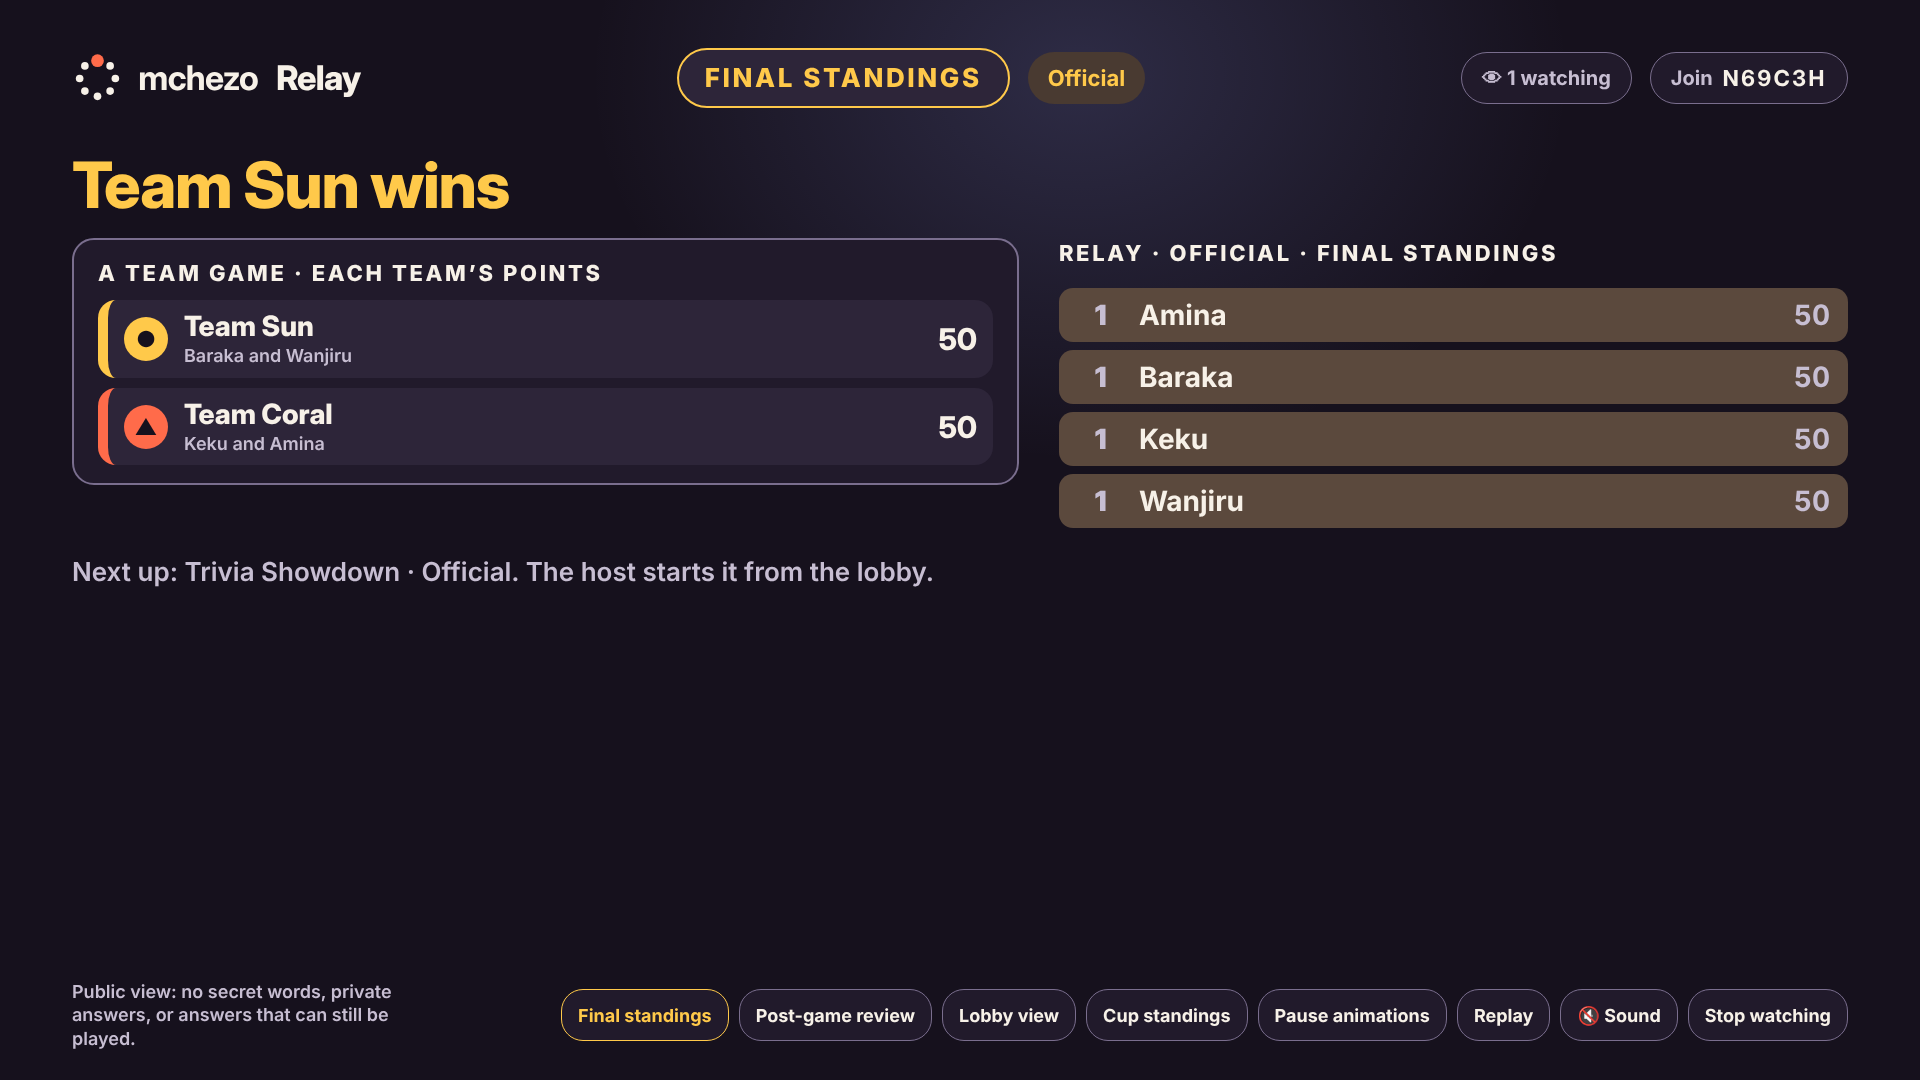 mchezo Relay
FINAL STANDINGS
Official
1 watching
Join N69C3H
Team Sun wins
A TEAM GAME · EACH TEAM’S POINTS
Team Sun
Baraka and Wanjiru
50
Team Coral
Keku and Amina
50
RELAY · OFFICIAL · FINAL STANDINGS
1 Amina 50
1 Baraka 50
1 Keku 50
1 Wanjiru 50
Next up: Trivia Showdown · Official. The host starts it from the lobby.
Public view: no secret words, private
answers, or answers that can still be
played.
Final standings
Post-game review
Lobby view
Cup standings
Pause animations
Replay
Sound
Stop watching